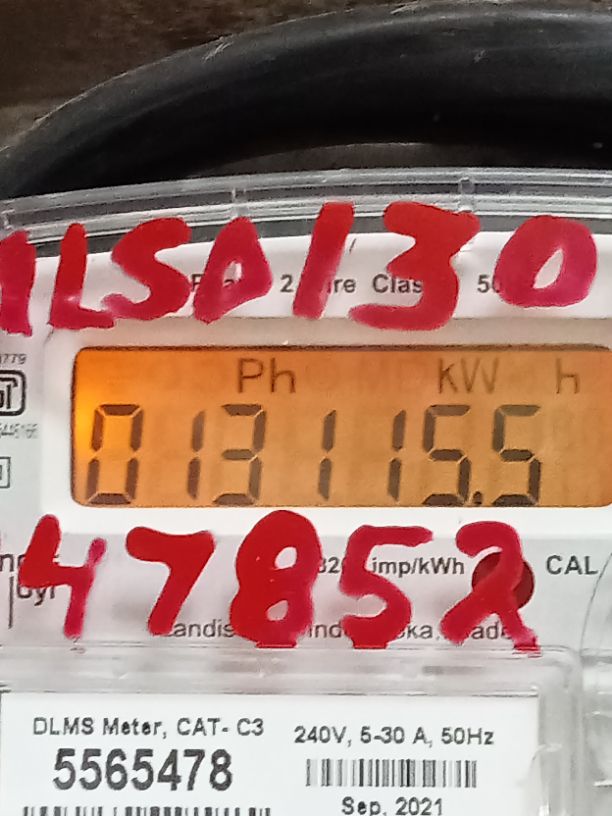 1LSD130
Ph kW h
013115.5
47852
imp/kWh CAL
DLMS Meter, CAT- C3
5565478
240V, 5-30 A, 50Hz
Sep. 2021